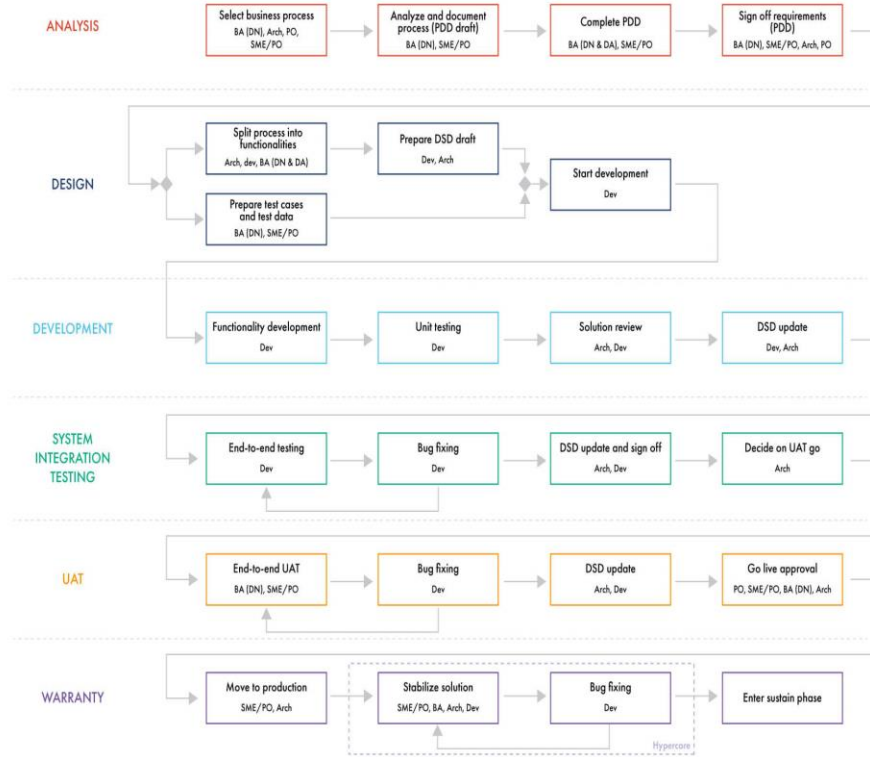 ANALYSIS
Select business process
BA (DN), Arch, PO,
SME/PO
Analyze and document
process (PDD draft)
BA (DN), SME/PO
Complete PDD
BA (DN & DA), SME/PO
Sign off requirements
(PDD)
BA (DN), SME/PO, Arch, PO
DESIGN
Split process into
functionalities
Arch, dev, BA (DN & DA)
Prepare DSD draft
Dev, Arch
Start development
Dev
Prepare test cases
and test data
BA (DN), SME/PO
DEVELOPMENT
Functionality development
Dev
Unit testing
Dev
Solution review
Arch, Dev
DSD update
Dev, Arch
SYSTEM
INTEGRATION
TESTING
End-to-end testing
Dev
Bug fixing
Dev
DSD update and sign off
Arch, Dev
Decide on UAT go
Arch
UAT
End-to-end UAT
BA (DN), SME/PO
Bug fixing
Dev
DSD update
Arch, Dev
Go live approval
PO, SME/PO, BA (DN), Arch
WARRANTY
Move to production
SME/PO, Arch
Stabilize solution
SME/PO, BA, Arch, Dev
Bug fixing
Dev
Enter sustain phase
Hypercare